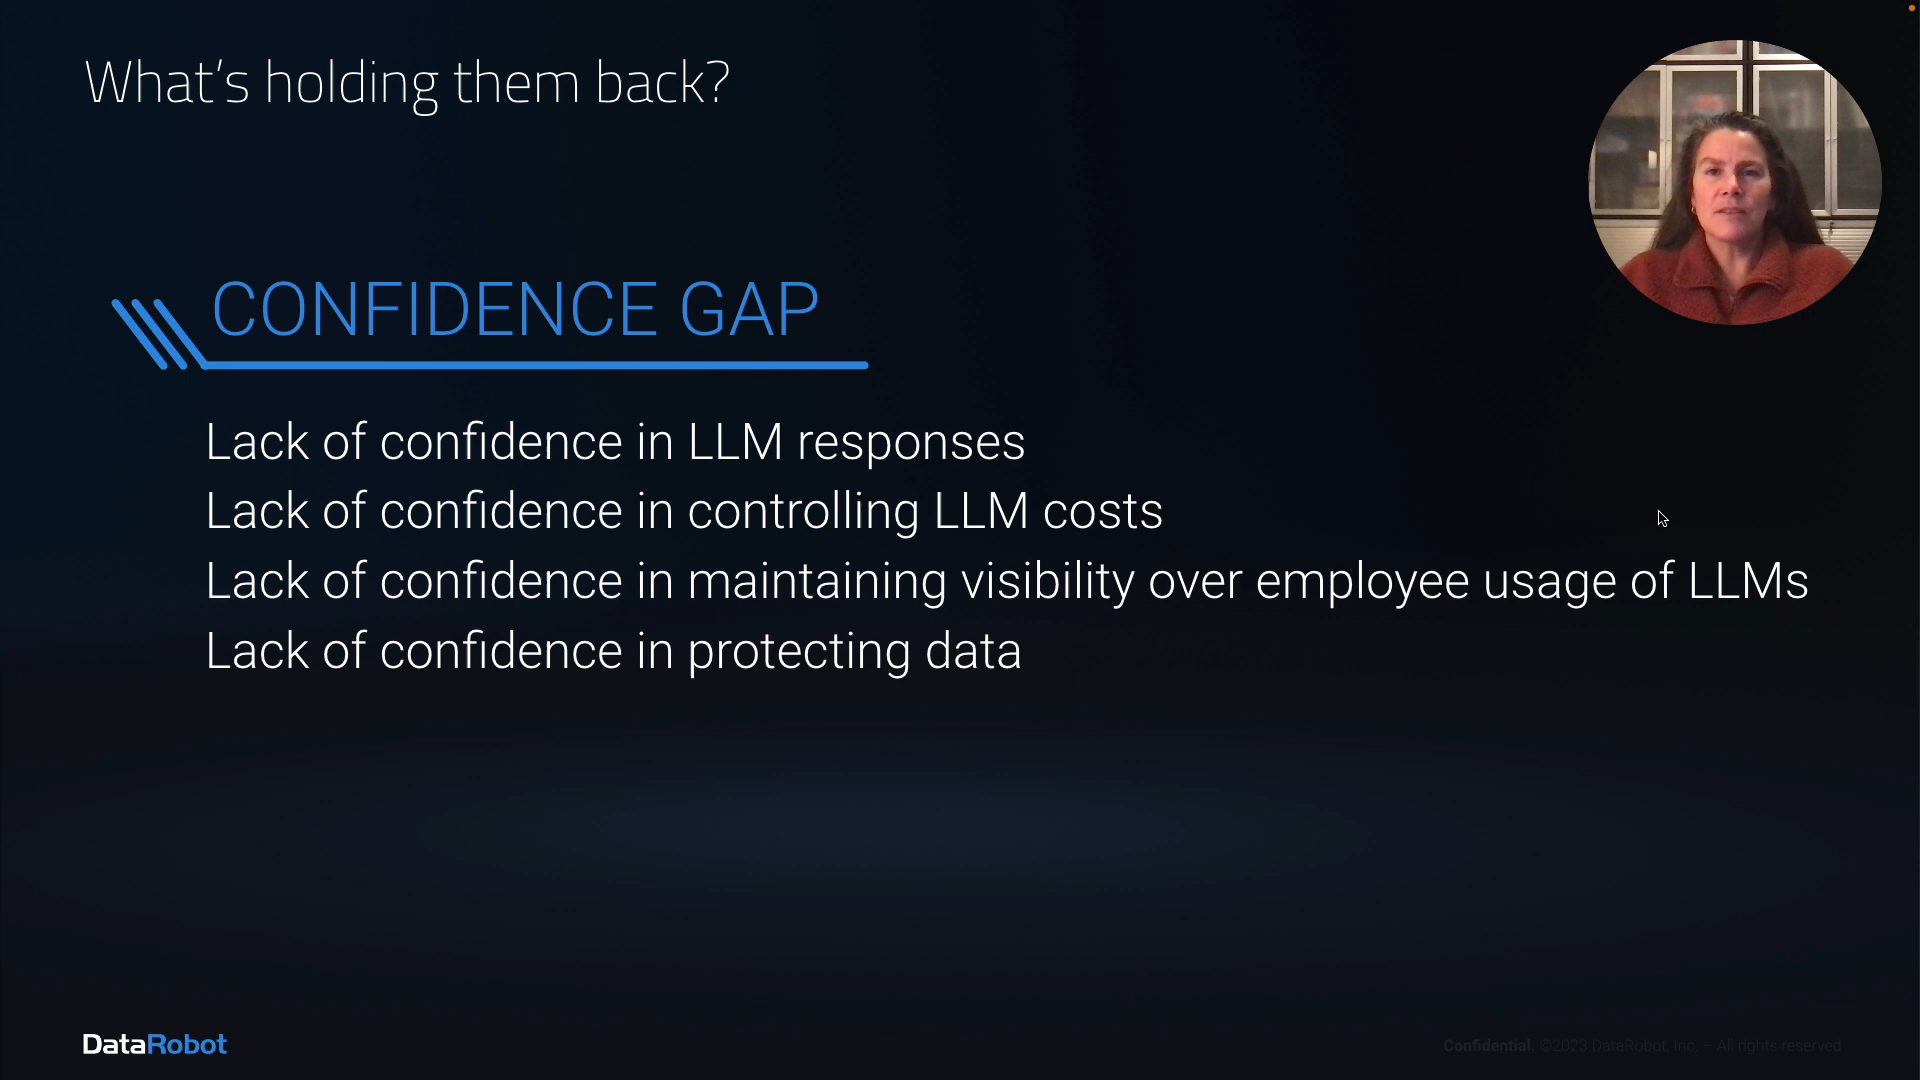 What's holding them back?
CONFIDENCE GAP
Lack of confidence in LLM responses
Lack of confidence in controlling LLM costs
Lack of confidence in maintaining visibility over employee usage of LLMs
Lack of confidence in protecting data
DataRobot
Confidential. ©2023 DataRobot, Inc. – All rights reserved